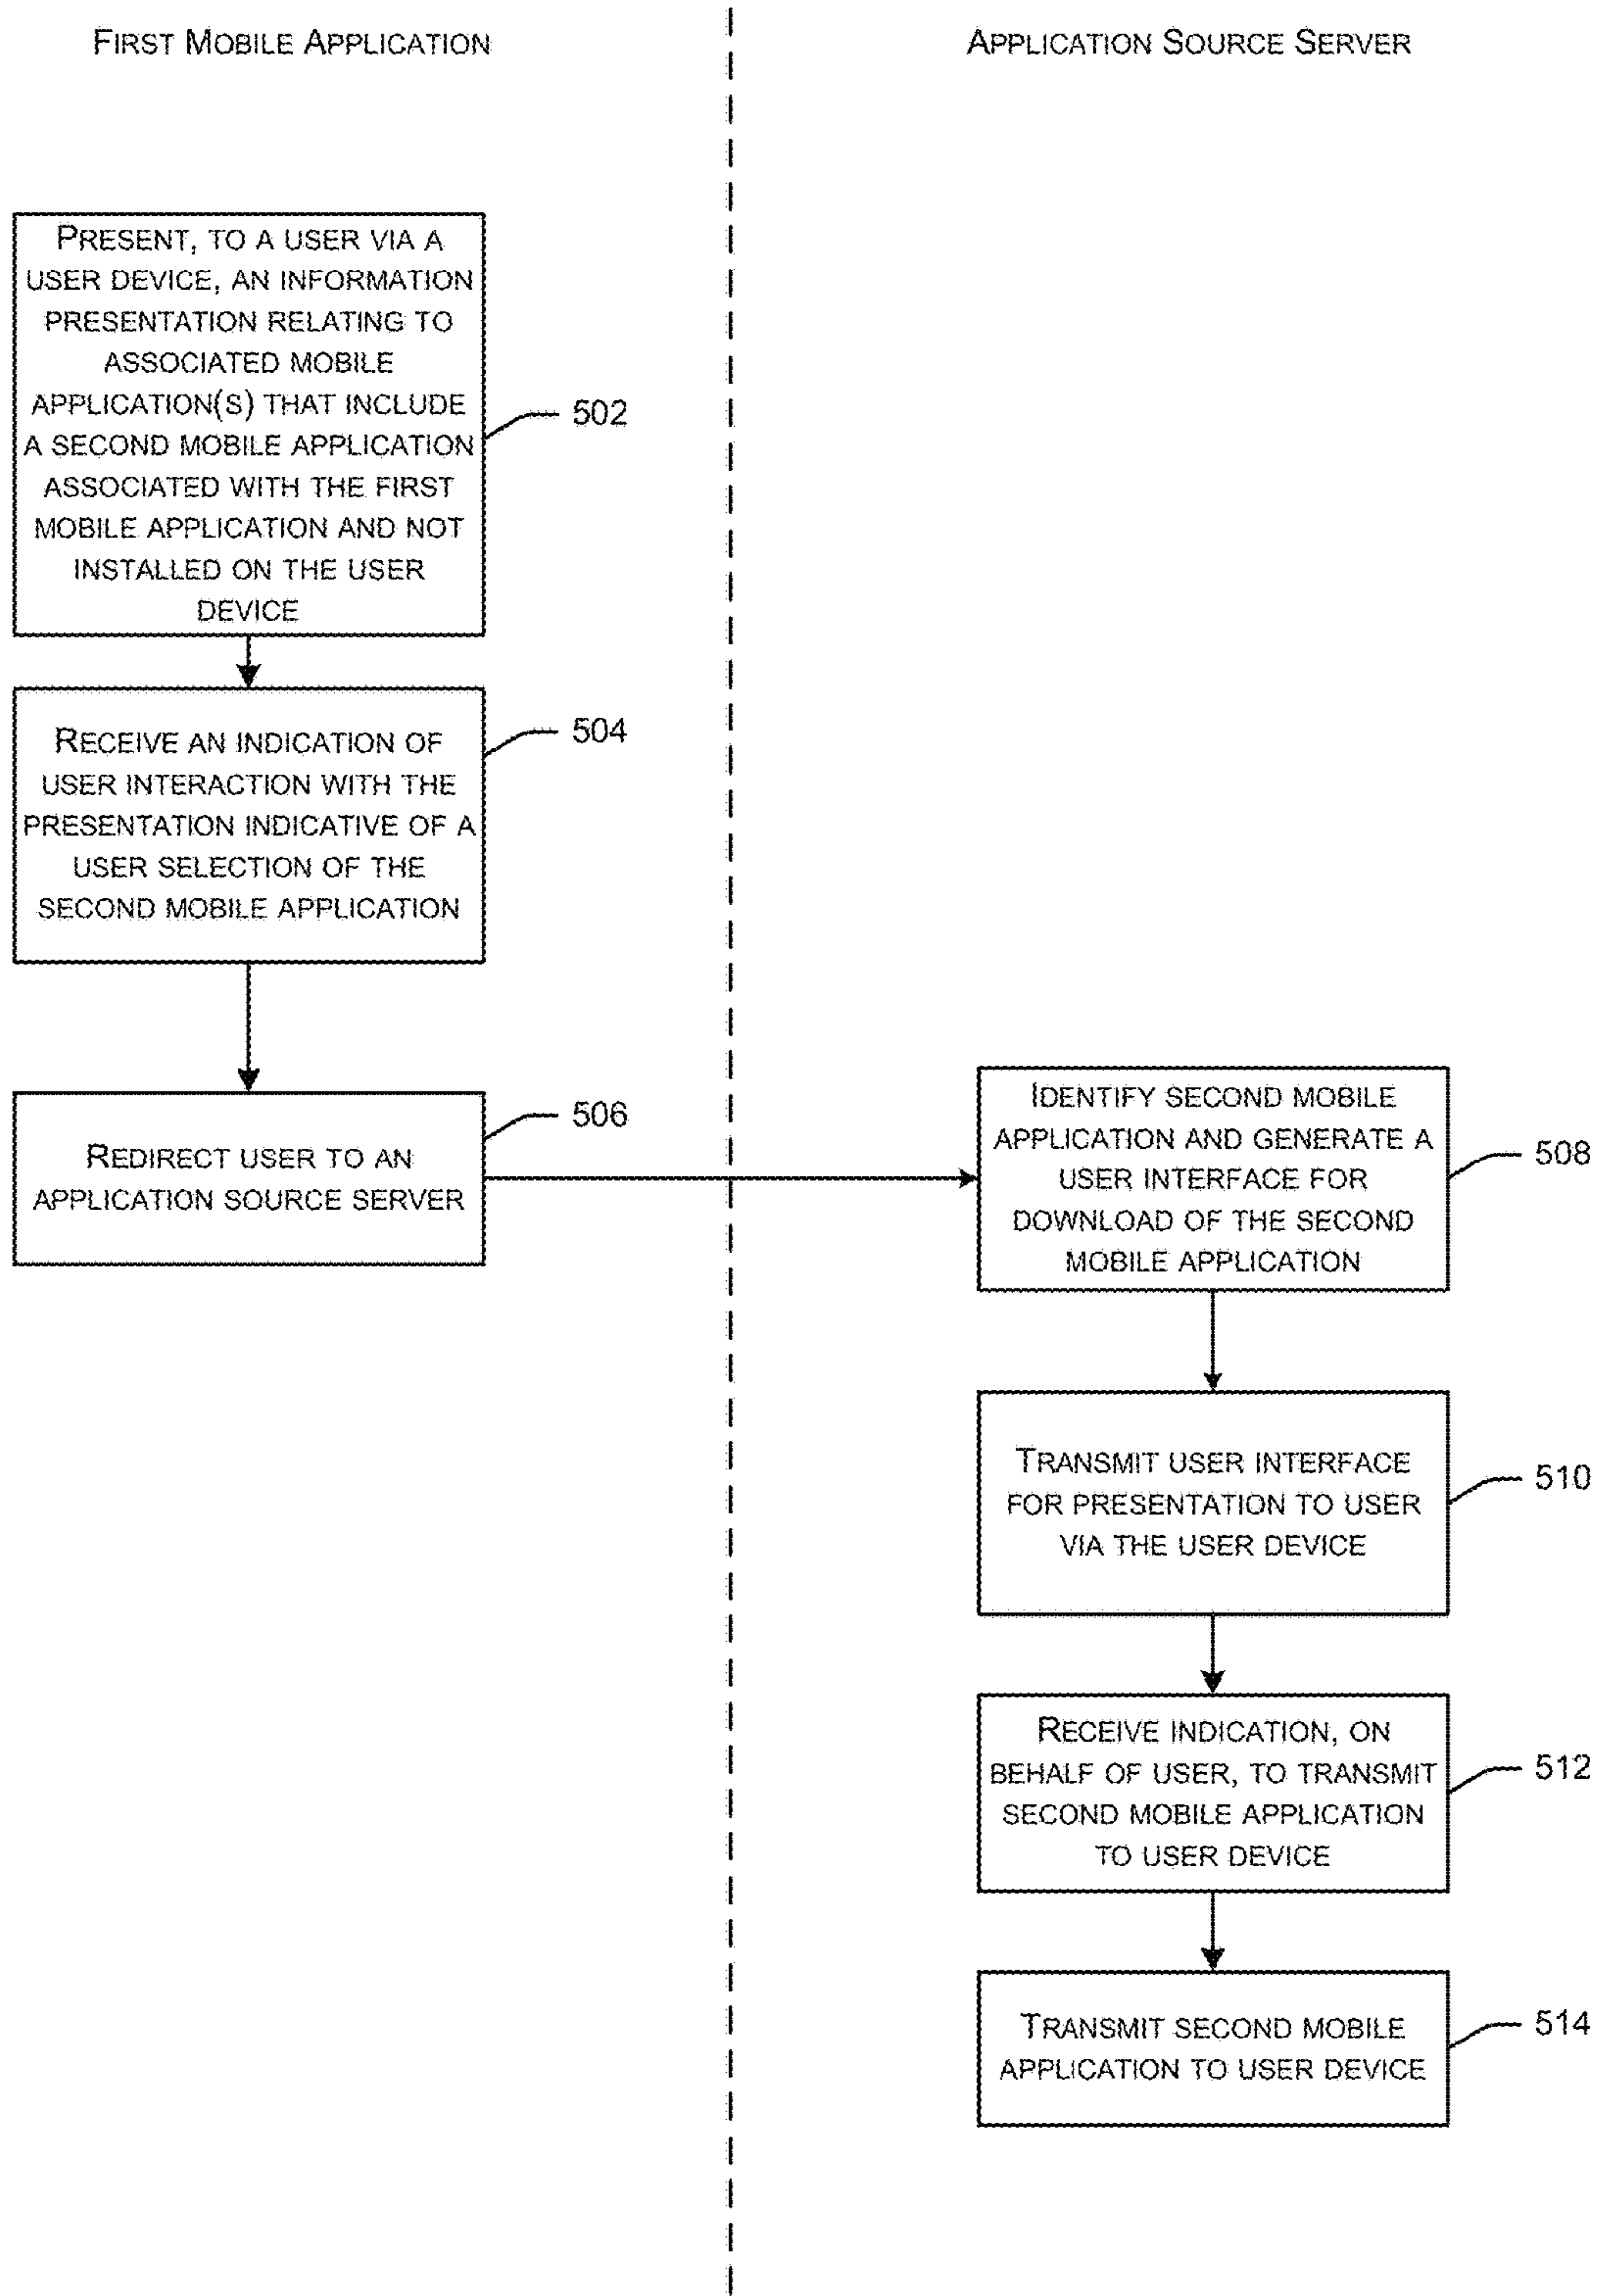 First Mobile Application
Application Source Server
Present, to a user via a
user device, an information
presentation relating to
associated mobile
application(s) that include
a second mobile application
associated with the first
mobile application and not
installed on the user
device
502
Receive an indication of
user interaction with the
presentation indicative of a
user selection of the
second mobile application
504
Redirect user to an
application source server
506
Identify second mobile
application and generate a
user interface for
download of the second
mobile application
508
Transmit user interface
for presentation to user
via the user device
510
Receive indication, on
behalf of user, to transmit
second mobile application
to user device
512
Transmit second mobile
application to user device
514